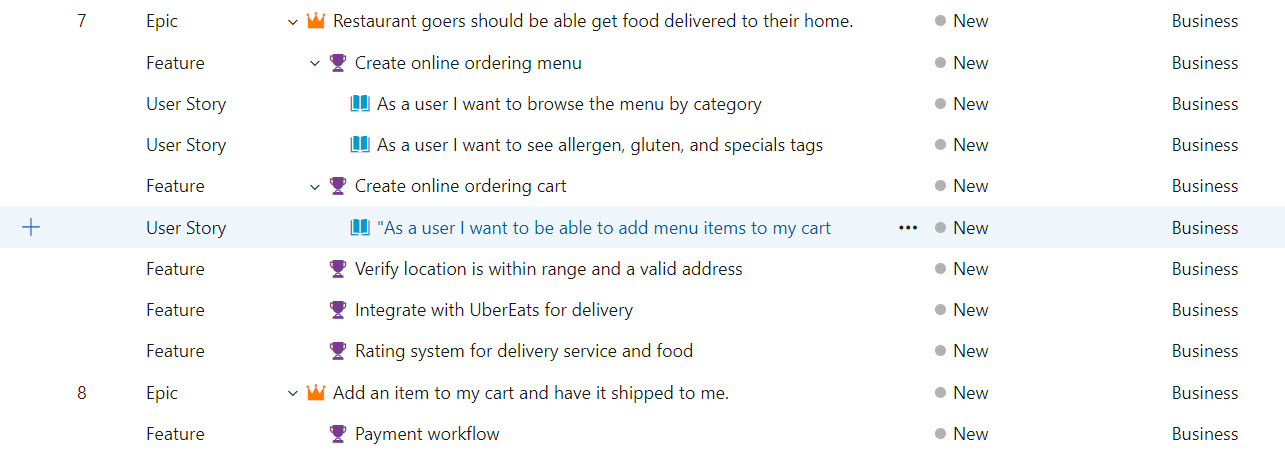 7 Epic Restaurant goers should be able get food delivered to their home. New Business
Feature Create online ordering menu New Business
User Story As a user I want to browse the menu by category New Business
User Story As a user I want to see allergen, gluten, and specials tags New Business
Feature Create online ordering cart New Business
User Story "As a user I want to be able to add menu items to my cart New Business
Feature Verify location is within range and a valid address New Business
Feature Integrate with UberEats for delivery New Business
Feature Rating system for delivery service and food New Business
8 Epic Add an item to my cart and have it shipped to me. New Business
Feature Payment workflow New Business